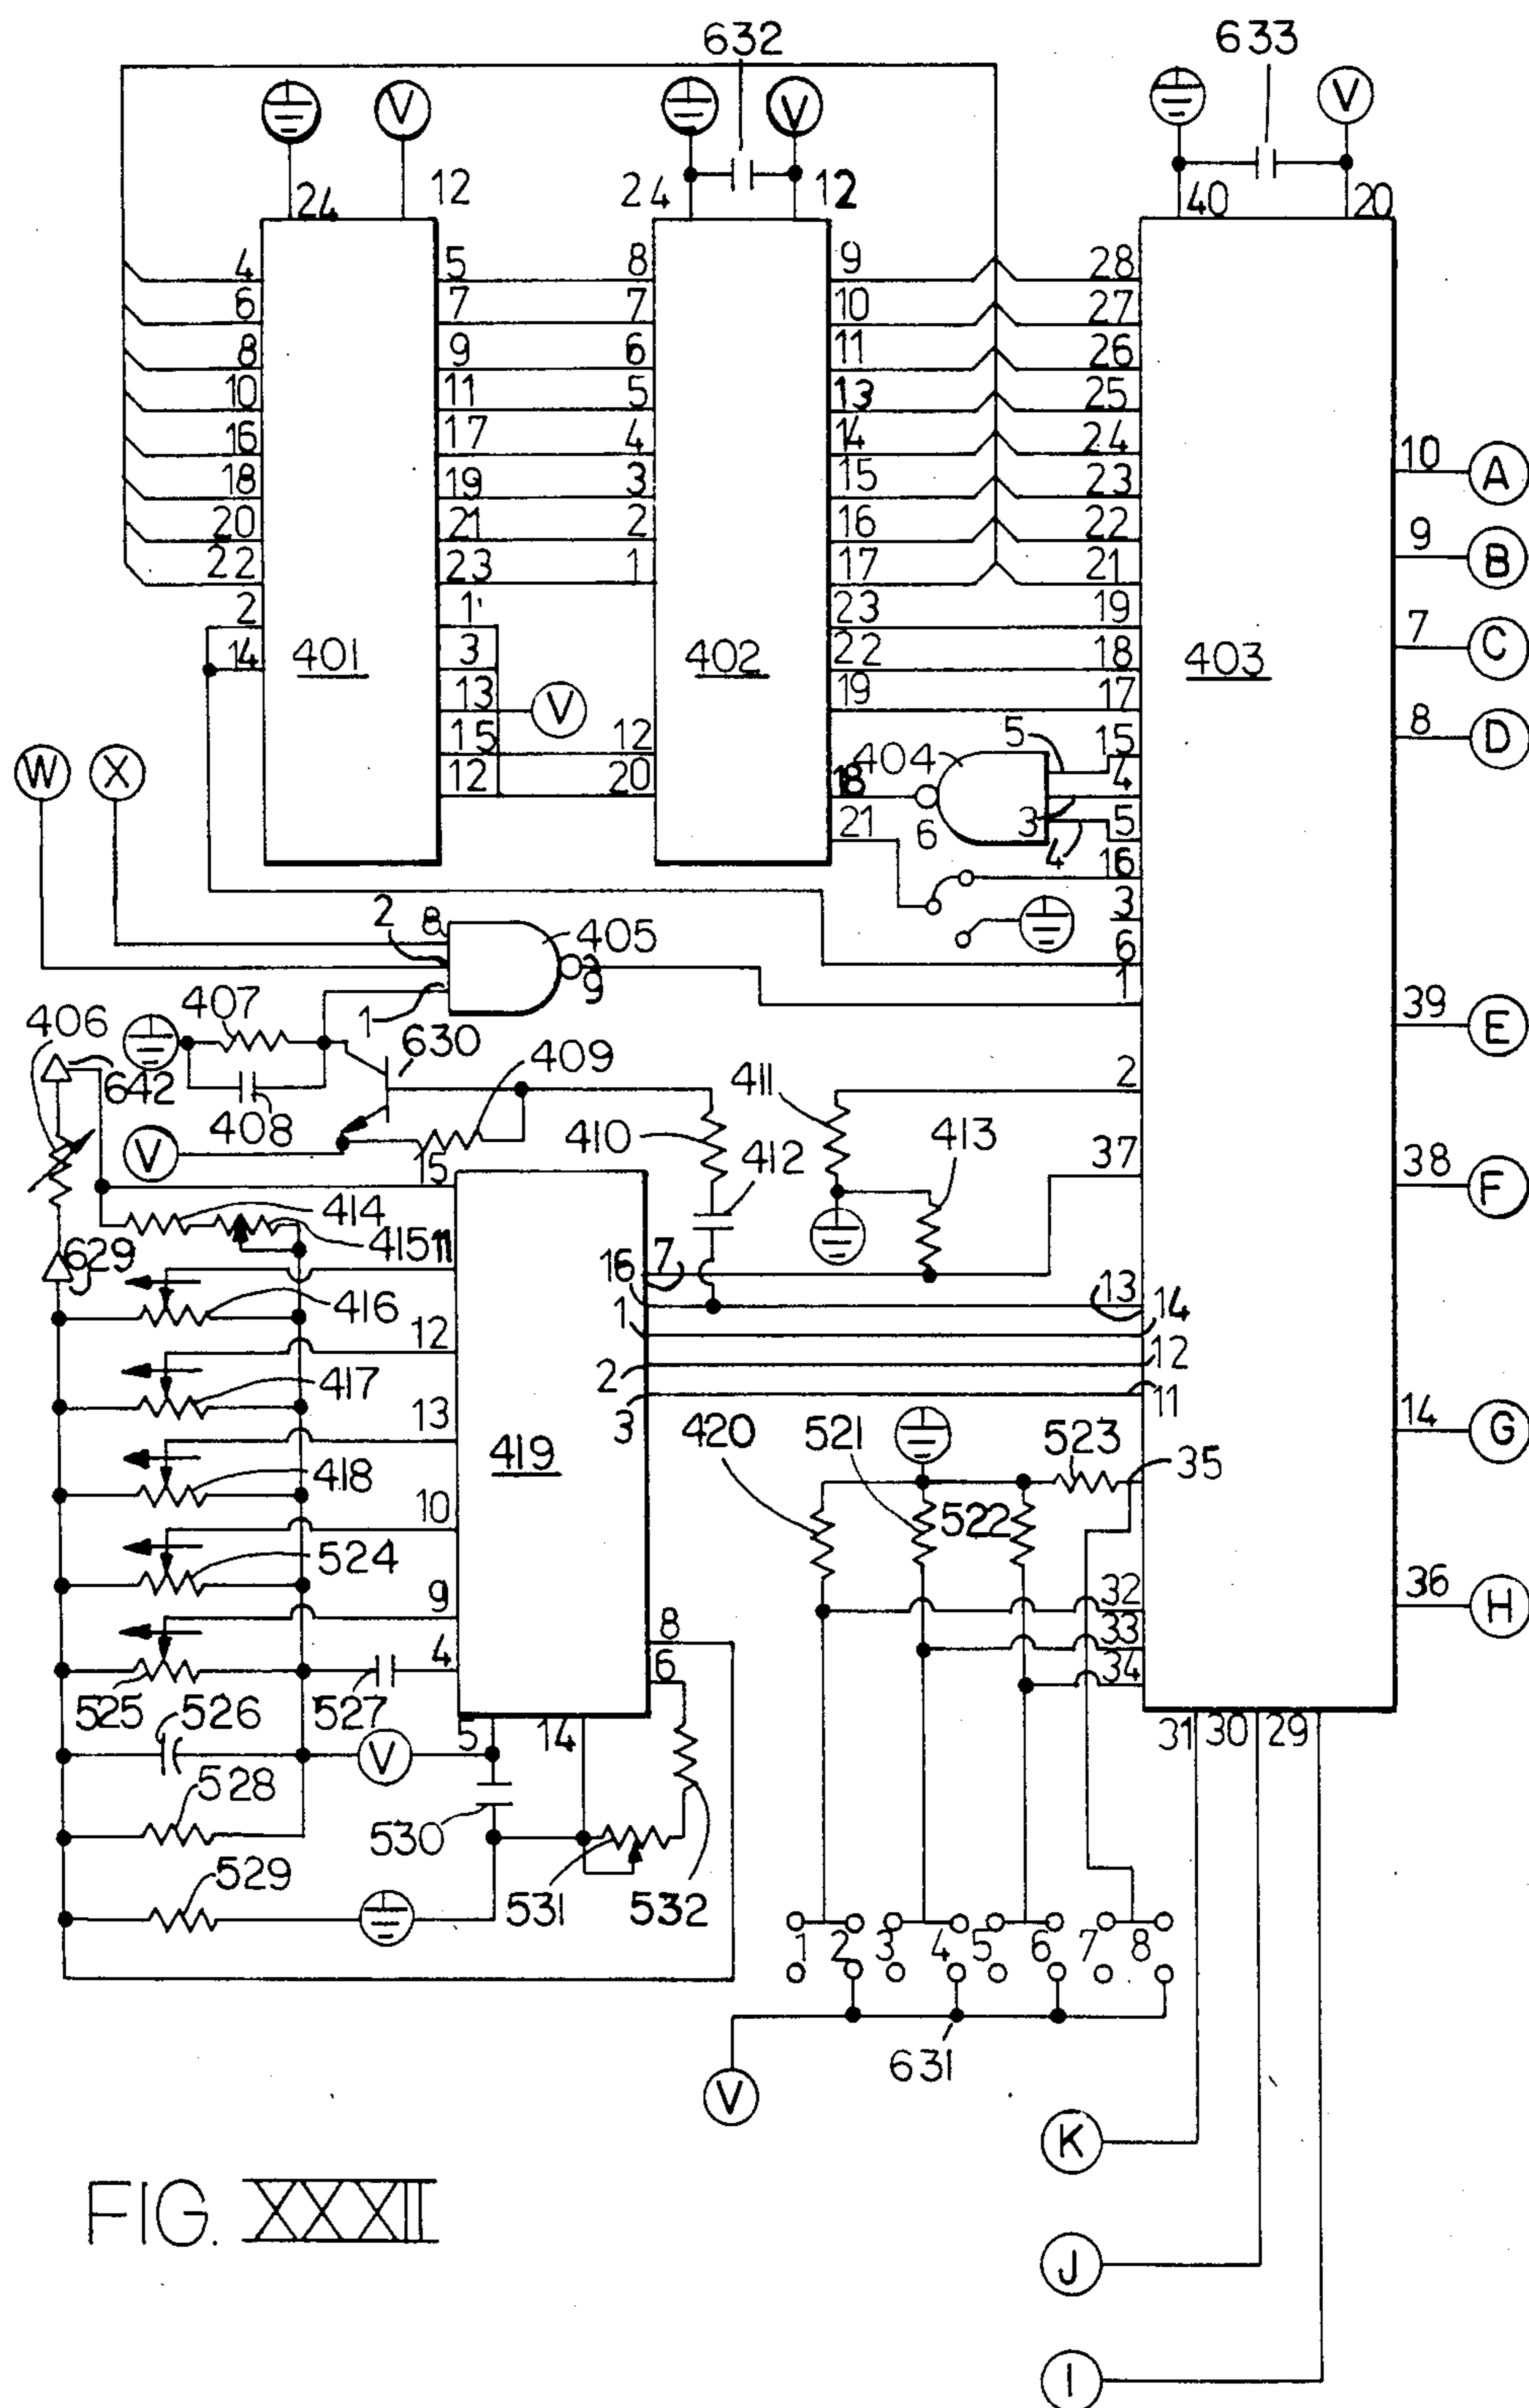 632 633
V V V
24 12 24 12 40 20
4 5 8 9 28
6 7 7 10 27
8 9 6 11 26
10 11 5 13 25
16 17 4 14 24
18 19 3 15 23
10 A
20 21 2 16 22
22 23 1 17 21
9 B
2 1 23 19
14 401 3 402 22 18 403
7 C
13 V 19 17
15 12 404 5 15
8 D
W X 12 20 18 6 3 4
21 4 5
16
3
2 8 405 6
9 1
1
406 407 630 409
39 E
642 408 411 2
V 410 412 413 37
15
38 F
414
629 415 11
16 7
416 1 13 14
12 2 12
417 3 11
13 419 420 521 523
14 G
418 35
10 522
524
9 32
36 H
8 33
4 6 34
525 526 527
5 14 31 30 29
V
528
530
529 531 532
1 2 3 4 5 6 7 8
631
V
K
FIG. XXXII
J
I